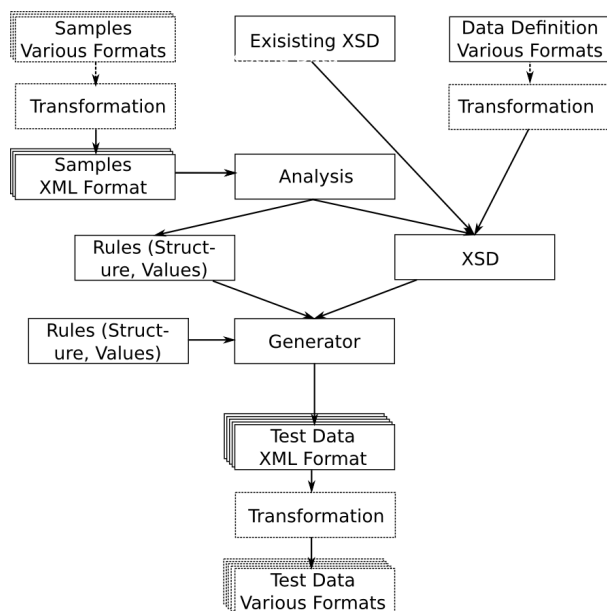 Samples
Various Formats
Exisisting XSD
Data Definition
Various Formats
Transformation
Transformation
Samples
XML Format
Analysis
Rules (Struct-
ure, Values)
XSD
Rules (Struct-
ure, Values)
Generator
Test Data
XML Format
Transformation
Test Data
Various Formats